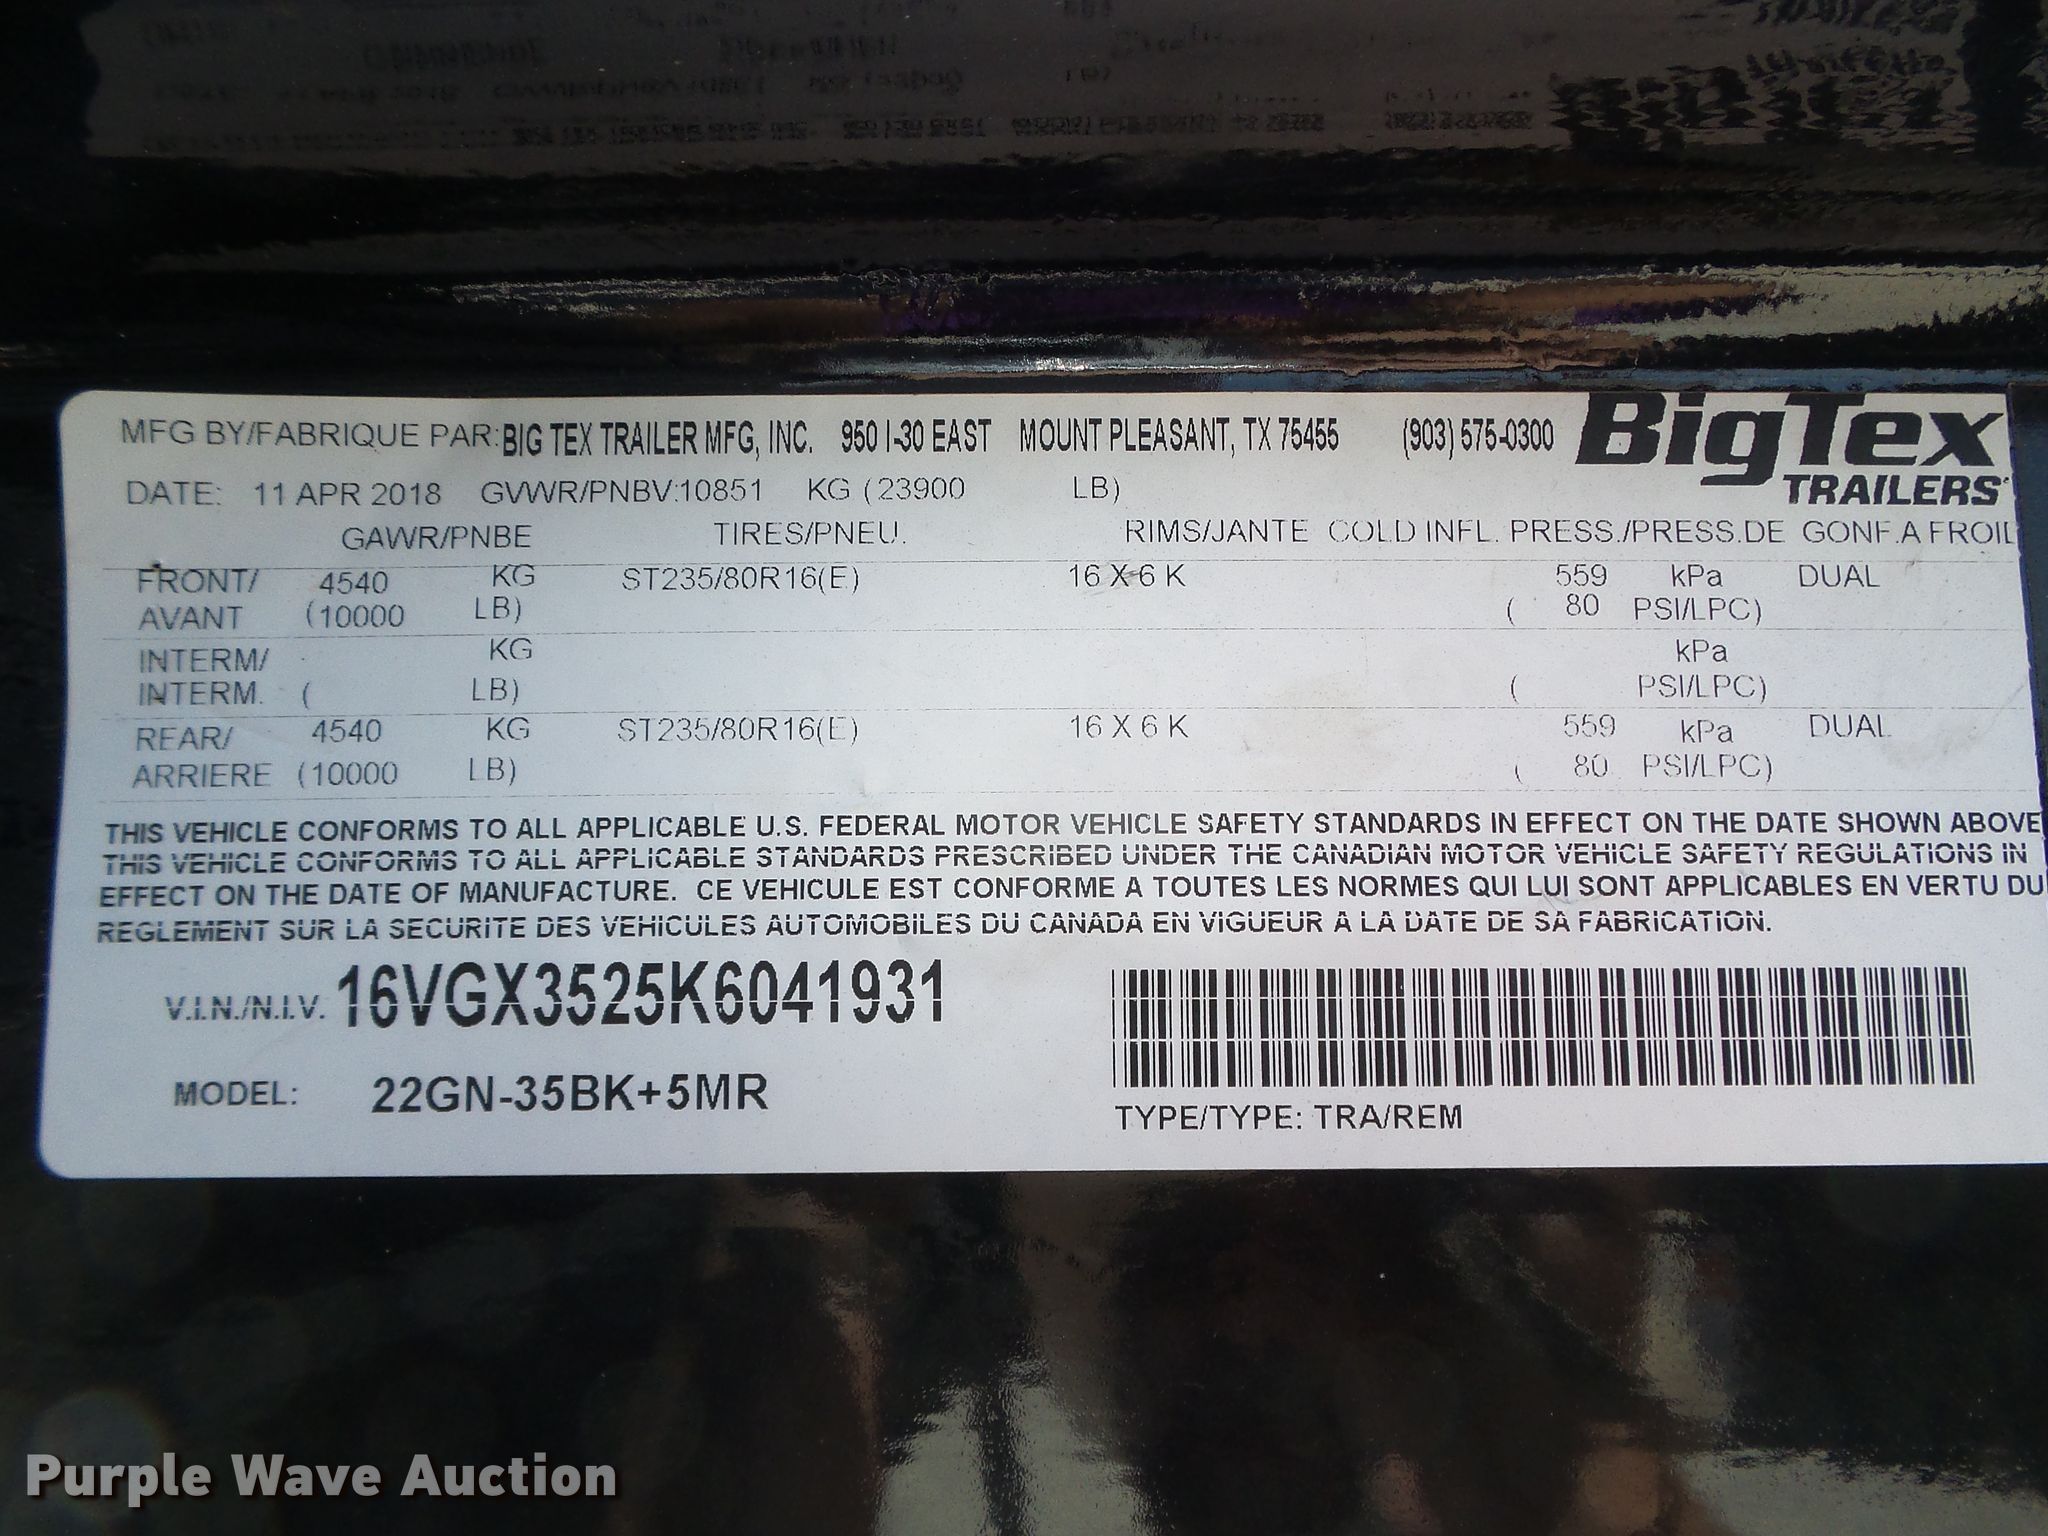 MFG BY/FABRIQUE PAR: BIG TEX TRAILER MFG, INC. 950 I-30 EAST MOUNT PLEASANT, TX 75455 (903) 575-0300 BigTex TRAILERS
DATE: 11 APR 2018 GVWR/PNBV:10851 KG (23900 LB)
GAWR/PNBE TIRES/PNEU. RIMS/JANTE COLD INFL. PRESS./PRESS.DE GONF.A FROID
FRONT/ 4540 KG ST235/80R16(E) 16 X 6 K 559 kPa DUAL
AVANT (10000 LB) ( 80 PSI/LPC)
INTERM/ KG kPa
INTERM. ( LB) ( PSI/LPC)
REAR/ 4540 KG ST235/80R16(E) 16 X 6 K 559 kPa DUAL
ARRIERE (10000 LB) ( 80 PSI/LPC)
THIS VEHICLE CONFORMS TO ALL APPLICABLE U.S. FEDERAL MOTOR VEHICLE SAFETY STANDARDS IN EFFECT ON THE DATE SHOWN ABOVE
THIS VEHICLE CONFORMS TO ALL APPLICABLE STANDARDS PRESCRIBED UNDER THE CANADIAN MOTOR VEHICLE SAFETY REGULATIONS IN
EFFECT ON THE DATE OF MANUFACTURE. CE VEHICULE EST CONFORME A TOUTES LES NORMES QUI LUI SONT APPLICABLES EN VERTU DU
REGLEMENT SUR LA SECURITE DES VEHICULES AUTOMOBILES DU CANADA EN VIGUEUR A LA DATE DE SA FABRICATION.
V.I.N./N.I.V. 16VGX3525K6041931
MODEL: 22GN-35BK+5MR
TYPE/TYPE: TRA/REM
Purple Wave Auction